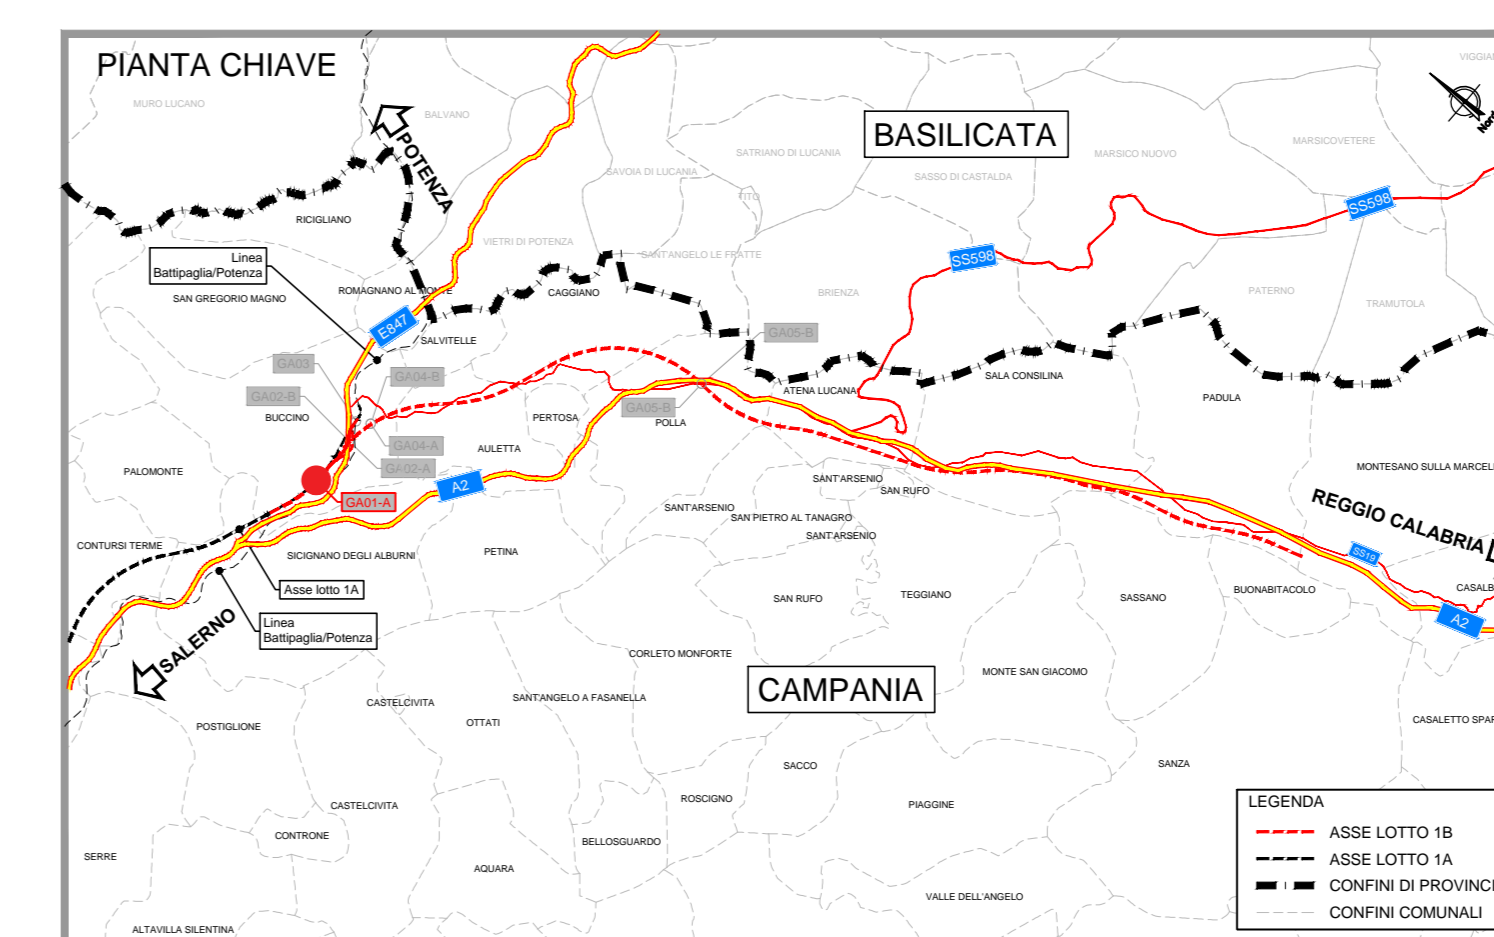 PIANTA CHIAVE
VIGGIAN
MURO LUCANO
BALVANO
POTENZA
BASILICATA
Nord
MARSICOVETERE
SATRIANO DI LUCANIA
MARSICO NUOVO
SAVOIA DI LUCANIA
SASSO DI CASTALDA
TITO
SS598
RICIGLIANO
VIETRI DI POTENZA
SANT'ANGELO LE FRATTE
SS598
Linea
Battipaglia/Potenza
SAN GREGORIO MAGNO
ROMAGNANO AL MONTE
CAGGIANO
BRIENZA
PATERNO
TRAMUTOLA
E847
SALVITELLE
GA05-B
GA03
GA04-B
SALA CONSILINA
ATENA LUCANA
GA02-B
BUCCINO
PERTOSA
GA05-B
POLLA
PADULA
GA04-A
AULETTA
PALOMONTE
GA02-A
MONTESANO SULLA MARCELL
A2
SANT'ARSENIO
SAN RUFO
GA01-A
SANT'ARSENIO
SAN PIETRO AL TANAGRO
SANT'ARSENIO
REGGIO CALABRIA
CONTURSI TERME
SICIGNANO DEGLI ALBURNI
PETINA
SS19
Asse lotto 1A
SAN RUFO
TEGGIANO
SASSANO
BUONABITACOLO
CASALB
A2
Linea
Battipaglia/Potenza
SALERNO
CORLETO MONFORTE
MONTE SAN GIACOMO
CAMPANIA
SANT'ANGELO A FASANELLA
CASTELCIVITA
OTTATI
POSTIGLIONE
CASALETTO SPAR
SACCO
SANZA
ROSCIGNO
PIAGGINE
CASTELCIVITA
CONTRONE
BELLOSGUARDO
SERRE
AQUARA
VALLE DELL'ANGELO
ALTAVILLA SILENTINA
LEGENDA
ASSE LOTTO 1B
ASSE LOTTO 1A
CONFINI DI PROVINCI
CONFINI COMUNALI